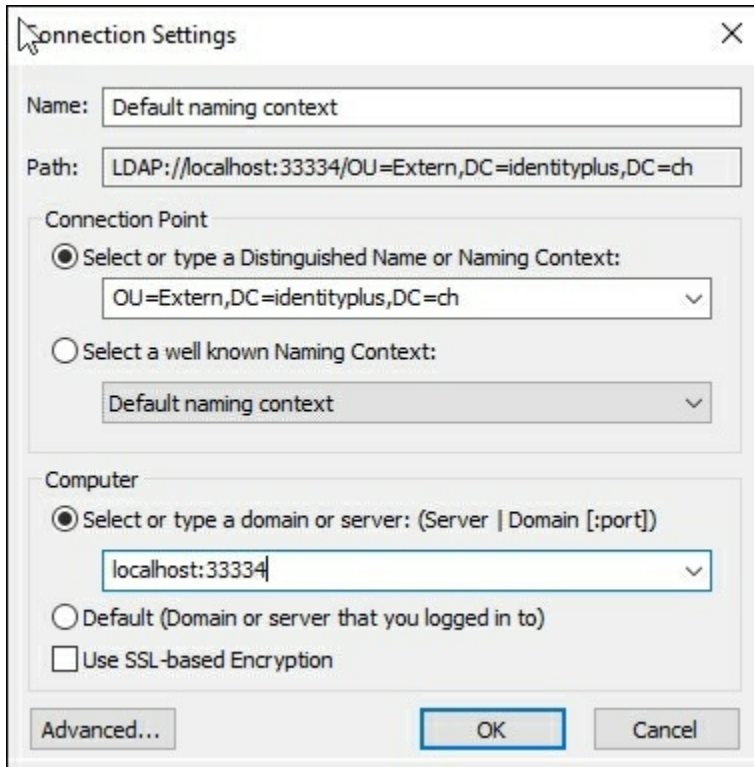 Connection Settings
Name: Default naming context
Path: LDAP://localhost:33334/OU=Extern,DC=identityplus,DC=ch
Connection Point
Select or type a Distinguished Name or Naming Context:
OU=Extern,DC=identityplus,DC=ch
Select a well known Naming Context:
Default naming context
Computer
Select or type a domain or server: (Server | Domain [:port])
localhost:33334
Default (Domain or server that you logged in to)
Use SSL-based Encryption
Advanced... OK Cancel